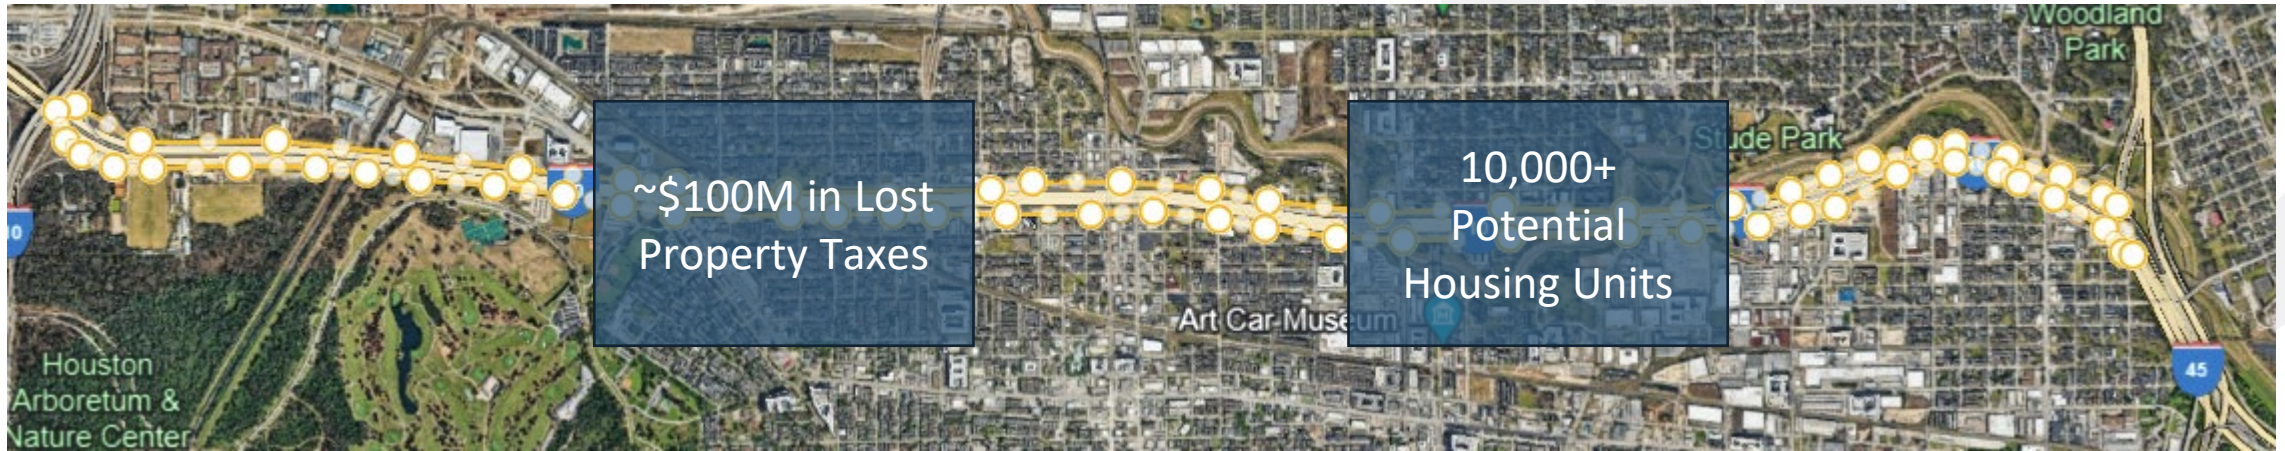 Woodland
Park
Stude Park
~$100M in Lost
Property Taxes
10,000+
Potential
Housing Units
10
Art Car Museum
Houston
Arboretum &
Nature Center
45